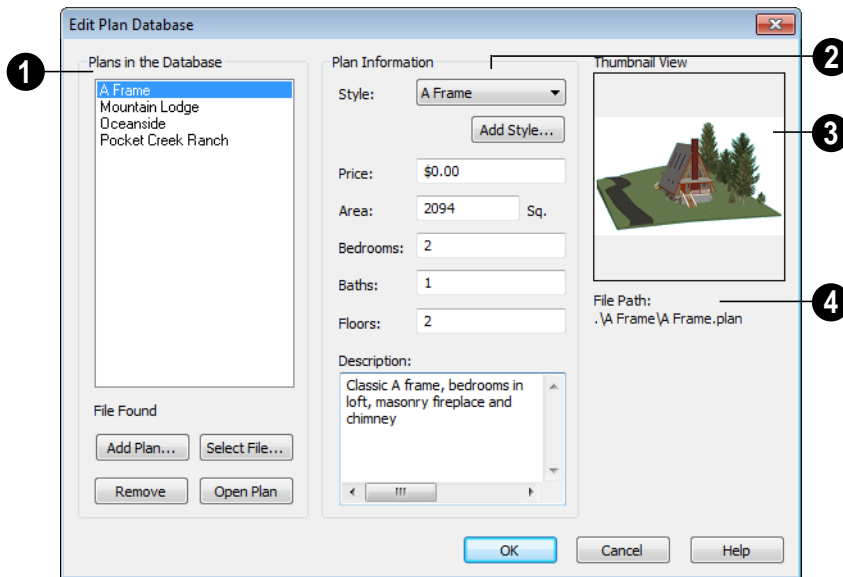 Edit Plan Database
1
Plans in the Database
A Frame
Mountain Lodge
Oceanside
Pocket Creek Ranch
File Found
Add Plan...
Select File...
Remove
Open Plan
2
Plan Information
Style:
A Frame
Add Style...
Price:
$0.00
Area:
2094
Sq.
Bedrooms:
2
Baths:
1
Floors:
2
Description:
Classic A frame, bedrooms in
loft, masonry fireplace and
chimney
Thumbnail View
3
4
File Path:
.\A Frame\A Frame.plan
OK
Cancel
Help